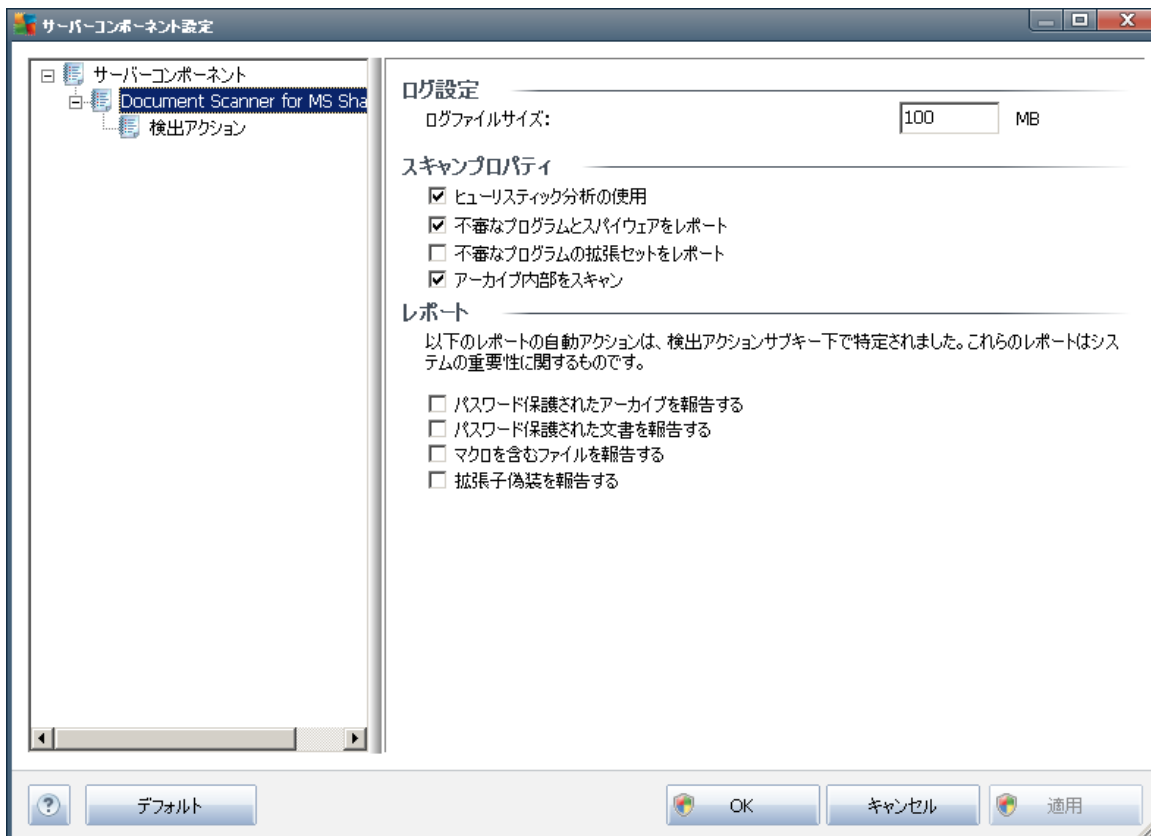 サーバーコンポーネント設定
サーバーコンポーネント
Document Scanner for MS Sha
検出アクション
ログ設定
ログファイルサイズ:
100
MB
スキャンプロパティ
ヒューリスティック分析の使用
不審なプログラムとスパイウェアをレポート
不審なプログラムの拡張セットをレポート
アーカイブ内部をスキャン
レポート
以下のレポートの自動アクションは、検出アクションサブキー下で特定されました。これらのレポートはシス
テムの重要性に関するものです。
パスワード保護されたアーカイブを報告する
パスワード保護された文書を報告する
マクロを含むファイルを報告する
拡張子偽装を報告する
?
デフォルト
OK
キャンセル
適用